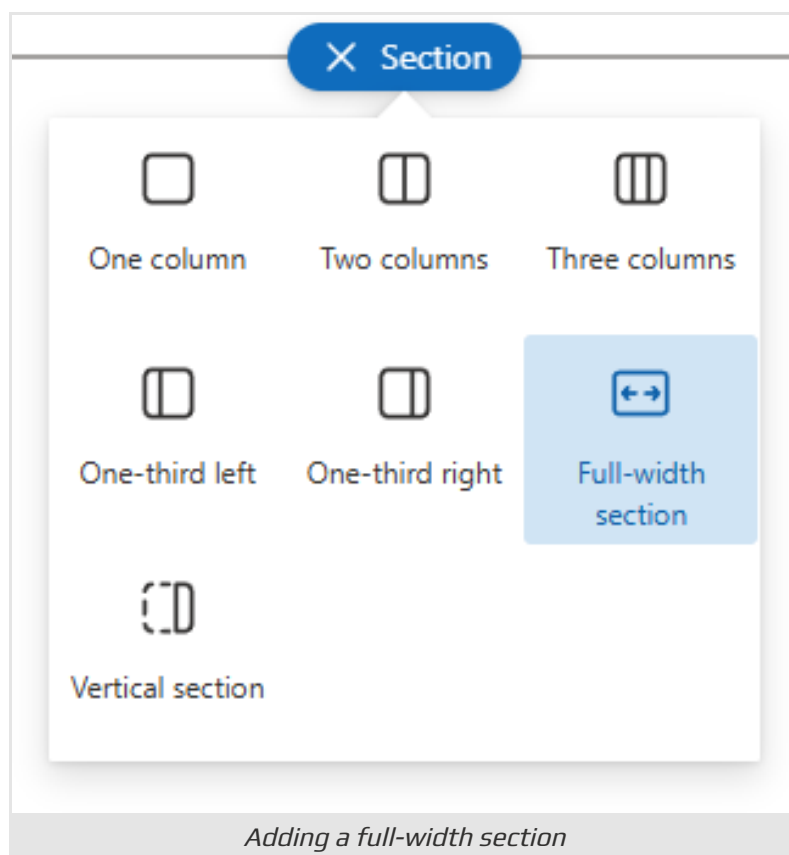 Section
One column
Two columns
Three columns
One-third left
One-third right
Full-width
section
Vertical section
Adding a full-width section